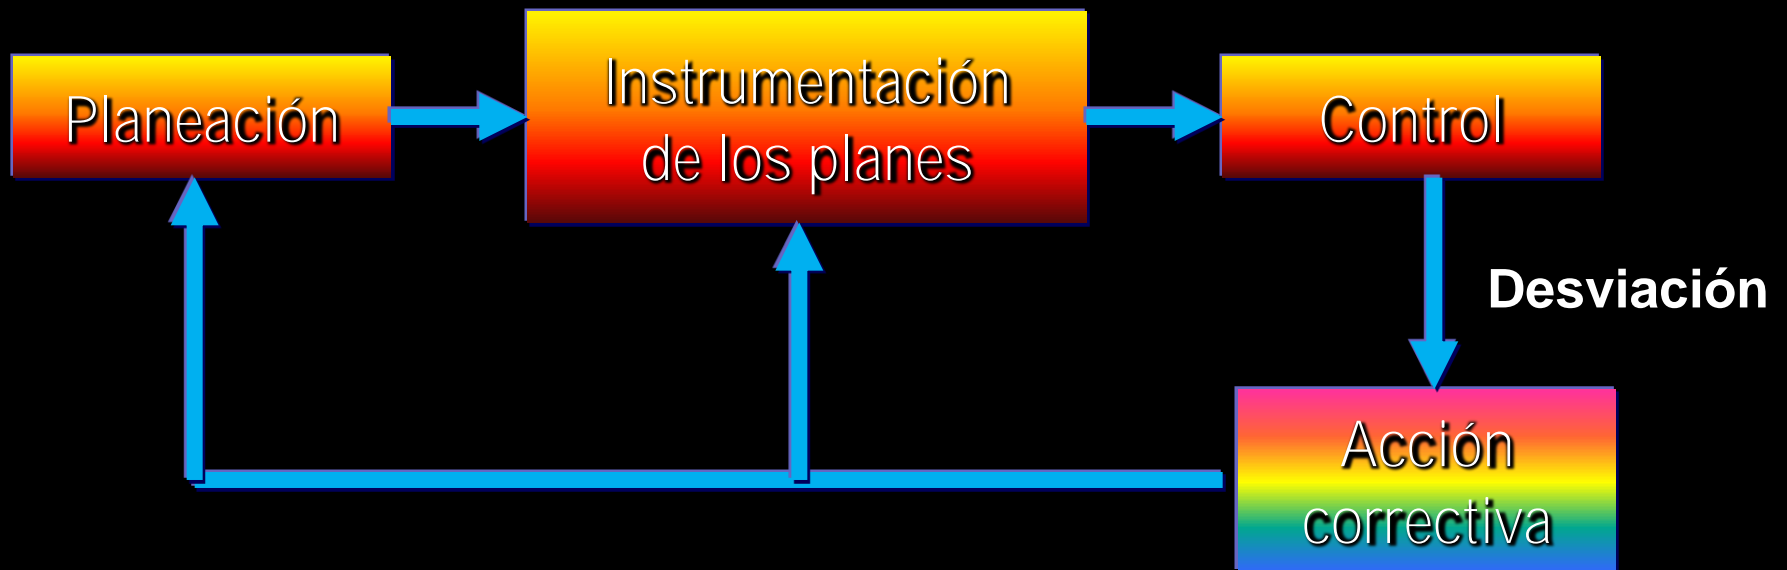 Planeación
Instrumentación
de los planes
Control
Desviación
Acción
correctiva